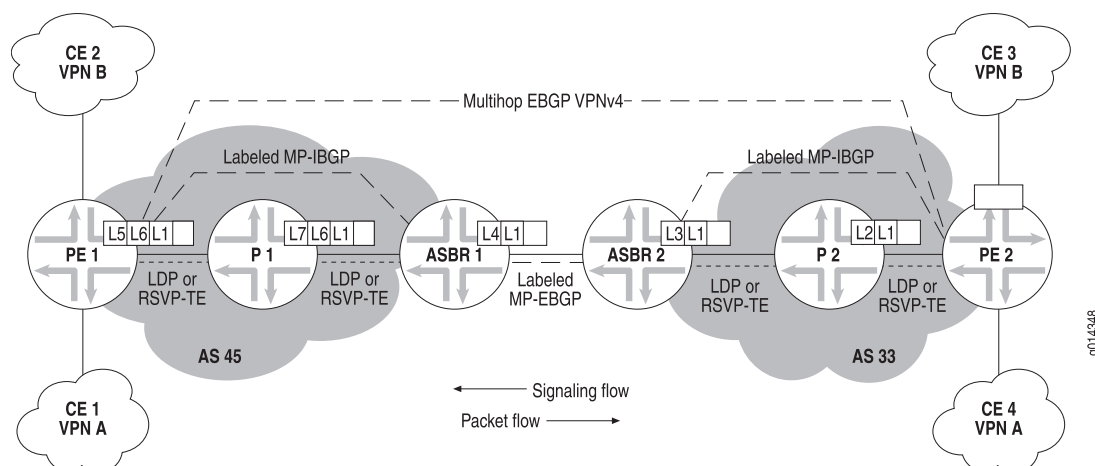 CE 2
VPN B
CE 3
VPN B
Multihop EBGP VPNv4
Labeled MP-IBGP
Labeled MP-IBGP
L5 L6 L1
L7 L6 L1
L4 L1
L3 L1
L2 L1
PE 1
P 1
ASBR 1
ASBR 2
P 2
PE 2
LDP or
RSVP-TE
LDP or
RSVP-TE
Labeled
MP-EBGP
LDP or
RSVP-TE
LDP or
RSVP-TE
AS 45
AS 33
Signaling flow
Packet flow
CE 1
VPN A
CE 4
VPN A
g014348